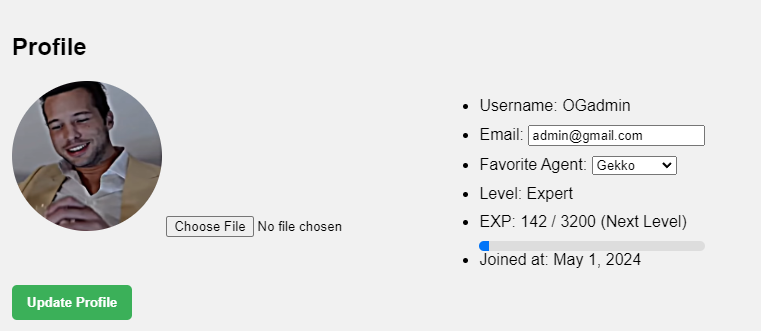 Profile
Username: OGadmin
Email: admin@gmail.com
Favorite Agent: Gekko
Level: Expert
EXP: 142 / 3200 (Next Level)
Choose File No file chosen
Joined at: May 1, 2024
Update Profile